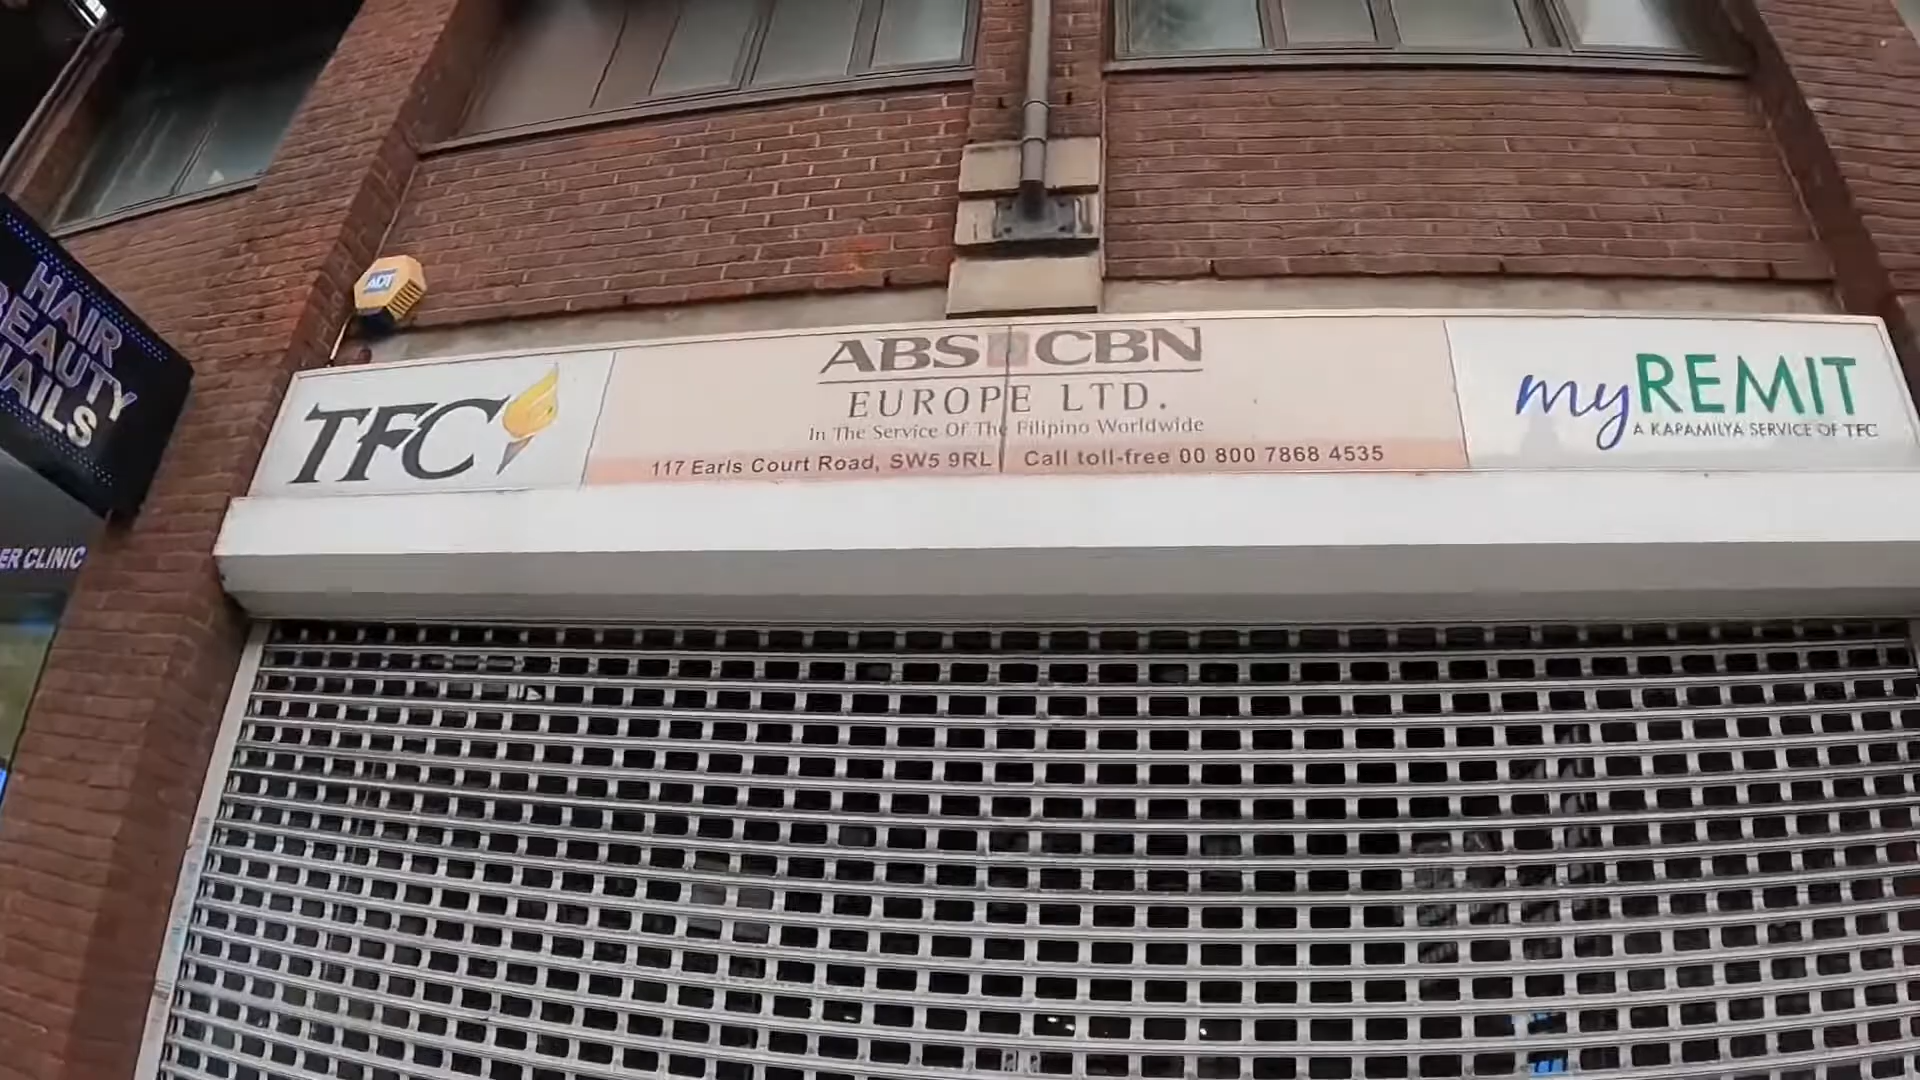 HAIR
BEAUTY
NAILS
ER CLINIC
ADT
TFC
ABS CBN
EUROPE LTD.
In The Service Of The Filipino Worldwide
117 Earls Court Road, SW5 9RL
Call toll-free 00 800 7868 4535
myREMIT
A KAPAMILYA SERVICE OF TFC